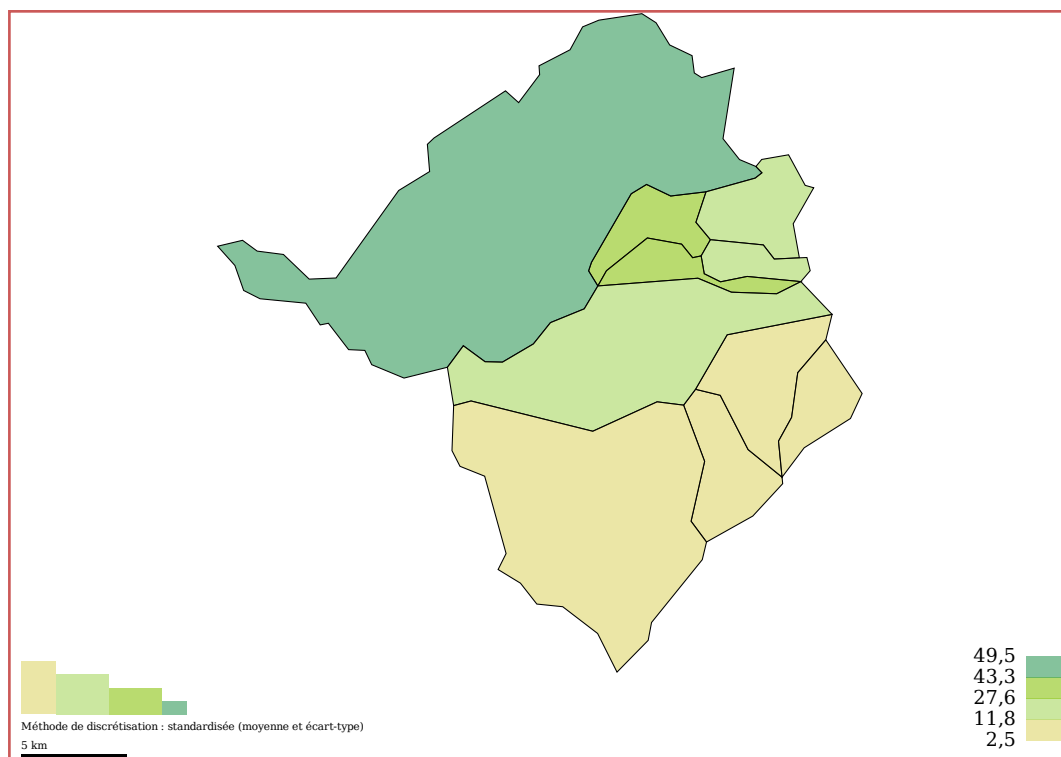 49,5
43,3
27,6
11,8
2,5
Méthode de discrétisation : standardisée (moyenne et écart-type)
5 km